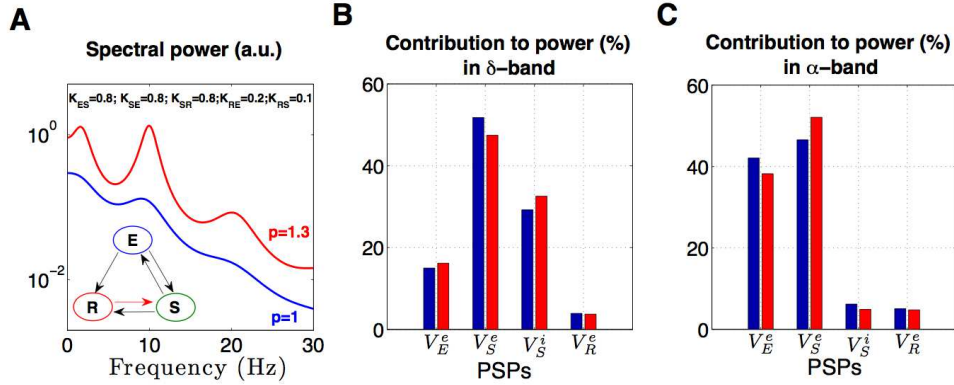 A
Spectral power (a.u.)
K_ES=0.8; K_SE=0.8; K_SR=0.8;K_RE=0.2;K_RS=0.1
10^0
10^-2
p=1.3
p=1
E
R
S
0 10 20 30
Frequency (Hz)
B
Contribution to power (%)
in δ−band
60
40
20
0
V_E^e V_S^e V_S^i V_R^e
PSPs
C
Contribution to power (%)
in α−band
60
40
20
0
V_E^e V_S^e V_S^i V_R^e
PSPs